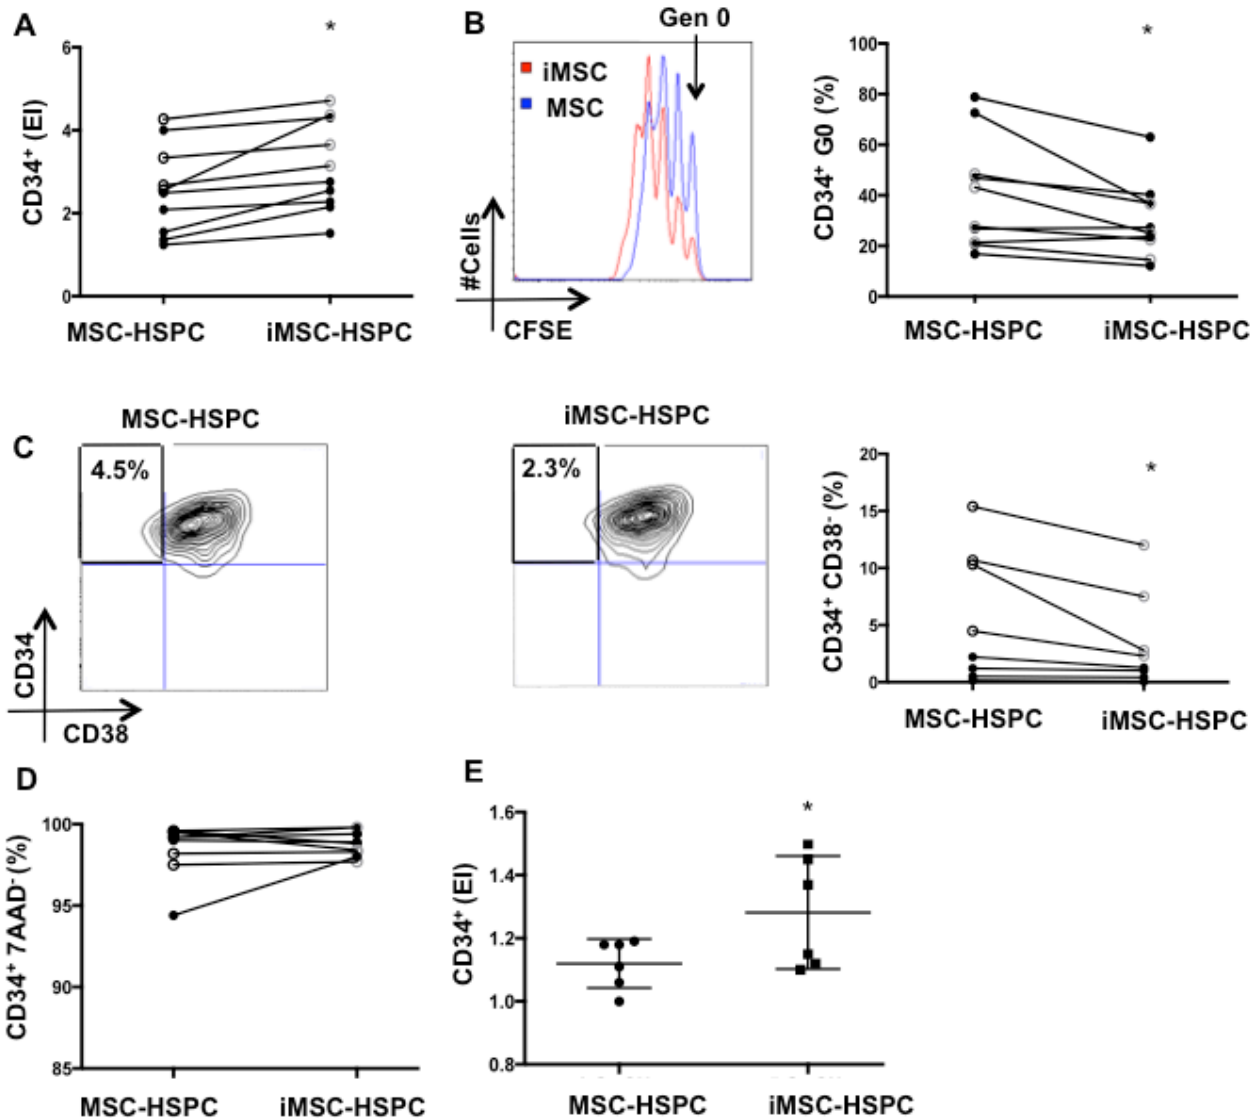 A
*
6
4
2
0
CD34⁺ (EI)
MSC-HSPC
iMSC-HSPC
B
Gen 0
iMSC
MSC
#Cells
CFSE
*
100
80
60
40
20
0
CD34⁺ G0 (%)
MSC-HSPC
iMSC-HSPC
C
MSC-HSPC
4.5%
CD34
CD38
iMSC-HSPC
2.3%
*
20
15
10
5
0
CD34⁺ CD38⁻ (%)
MSC-HSPC
iMSC-HSPC
D
100
95
90
85
CD34⁺ 7AAD⁻ (%)
MSC-HSPC
iMSC-HSPC
E
*
1.6
1.4
1.2
1.0
0.8
CD34⁺ (EI)
MSC-HSPC
iMSC-HSPC